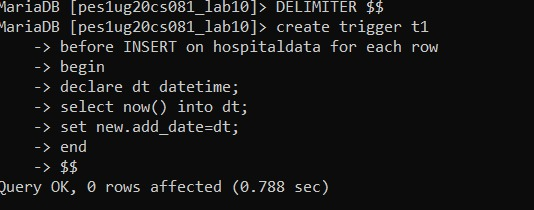 MariaDB [pes1ug20cs081_lab10]> DELIMITER $$
MariaDB [pes1ug20cs081_lab10]> create trigger t1
    -> before INSERT on hospitaldata for each row
    -> begin
    -> declare dt datetime;
    -> select now() into dt;
    -> set new.add_date=dt;
    -> end
    -> $$
Query OK, 0 rows affected (0.788 sec)